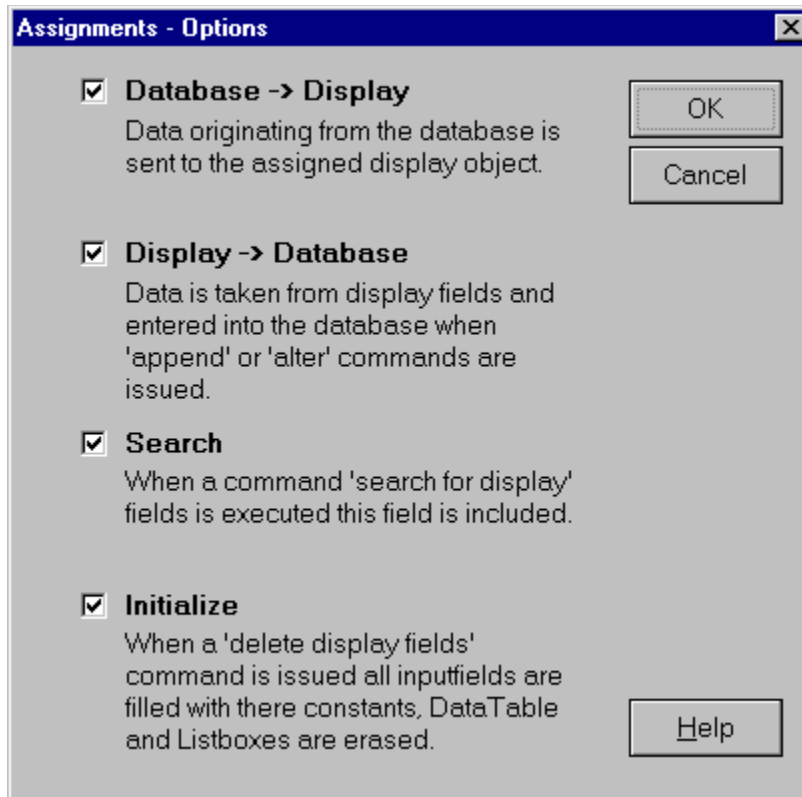 Assignments - Options
Database -> Display
Data originating from the database is
sent to the assigned display object.
OK
Cancel
Display -> Database
Data is taken from display fields and
entered into the database when
'append' or 'alter' commands are
issued.
Search
When a command 'search for display'
fields is executed this field is included.
Initialize
When a 'delete display fields'
command is issued all inputfields are
filled with there constants, DataTable
and Listboxes are erased.
Help